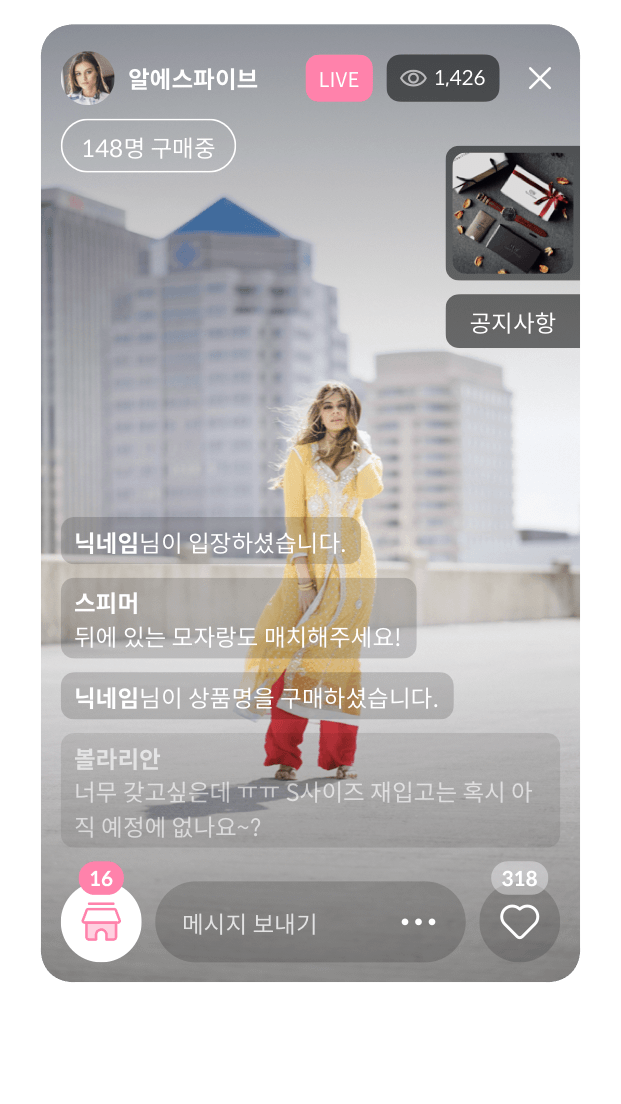 알에스파이브 LIVE 1,426
148명 구매중
공지사항
닉네임님이 입장하셨습니다.
스피머
뒤에 있는 모자랑도 매치해주세요!
닉네임님이 상품명을 구매하셨습니다.
볼라리안
너무 갖고싶은데 ㅠㅠ S사이즈 재입고는 혹시 아
직 예정에 없나요~?
16 318
메시지 보내기